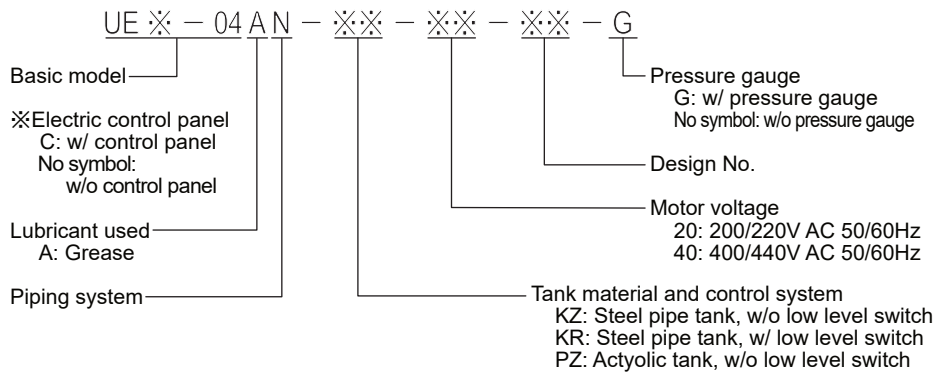 UE※－04AN－※※－※※－※※－G
Basic model
※Electric control panel
C: w/ control panel
No symbol:
w/o control panel
Lubricant used
A: Grease
Piping system
Pressure gauge
G: w/ pressure gauge
No symbol: w/o pressure gauge
Design No.
Motor voltage
20: 200/220V AC 50/60Hz
40: 400/440V AC 50/60Hz
Tank material and control system
KZ: Steel pipe tank, w/o low level switch
KR: Steel pipe tank, w/ low level switch
PZ: Actyolic tank, w/o low level switch